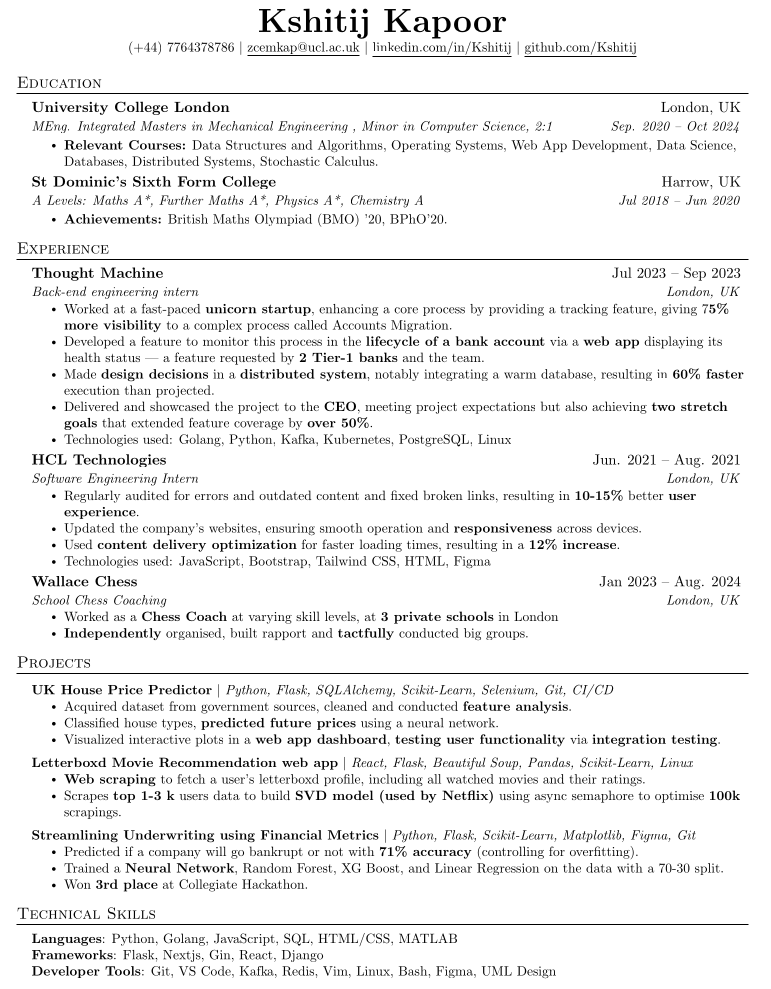 Kshitij Kapoor
(+44) 7764378786 | zcemkap@ucl.ac.uk | linkedin.com/in/Kshitij | github.com/Kshitij
Education
University College London London, UK
MEng. Integrated Masters in Mechanical Engineering , Minor in Computer Science, 2:1 Sep. 2020 – Oct 2024
• Relevant Courses: Data Structures and Algorithms, Operating Systems, Web App Development, Data Science,
Databases, Distributed Systems, Stochastic Calculus.
St Dominic's Sixth Form College Harrow, UK
A Levels: Maths A*, Further Maths A*, Physics A*, Chemistry A Jul 2018 – Jun 2020
• Achievements: British Maths Olympiad (BMO) '20, BPhO'20.
Experience
Thought Machine Jul 2023 – Sep 2023
Back-end engineering intern London, UK
• Worked at a fast-paced unicorn startup, enhancing a core process by providing a tracking feature, giving 75%
more visibility to a complex process called Accounts Migration.
• Developed a feature to monitor this process in the lifecycle of a bank account via a web app displaying its
health status — a feature requested by 2 Tier-1 banks and the team.
• Made design decisions in a distributed system, notably integrating a warm database, resulting in 60% faster
execution than projected.
• Delivered and showcased the project to the CEO, meeting project expectations but also achieving two stretch
goals that extended feature coverage by over 50%.
• Technologies used: Golang, Python, Kafka, Kubernetes, PostgreSQL, Linux
HCL Technologies Jun. 2021 – Aug. 2021
Software Engineering Intern London, UK
• Regularly audited for errors and outdated content and fixed broken links, resulting in 10-15% better user
experience.
• Updated the company's websites, ensuring smooth operation and responsiveness across devices.
• Used content delivery optimization for faster loading times, resulting in a 12% increase.
• Technologies used: JavaScript, Bootstrap, Tailwind CSS, HTML, Figma
Wallace Chess Jan 2023 – Aug. 2024
School Chess Coaching London, UK
• Worked as a Chess Coach at varying skill levels, at 3 private schools in London
• Independently organised, built rapport and tactfully conducted big groups.
Projects
UK House Price Predictor | Python, Flask, SQLAlchemy, Scikit-Learn, Selenium, Git, CI/CD
• Acquired dataset from government sources, cleaned and conducted feature analysis.
• Classified house types, predicted future prices using a neural network.
• Visualized interactive plots in a web app dashboard, testing user functionality via integration testing.
Letterboxd Movie Recommendation web app | React, Flask, Beautiful Soup, Pandas, Scikit-Learn, Linux
• Web scraping to fetch a user's letterboxd profile, including all watched movies and their ratings.
• Scrapes top 1-3 k users data to build SVD model (used by Netflix) using async semaphore to optimise 100k
scrapings.
Streamlining Underwriting using Financial Metrics | Python, Flask, Scikit-Learn, Matplotlib, Figma, Git
• Predicted if a company will go bankrupt or not with 71% accuracy (controlling for overfitting).
• Trained a Neural Network, Random Forest, XG Boost, and Linear Regression on the data with a 70-30 split.
• Won 3rd place at Collegiate Hackathon.
Technical Skills
Languages: Python, Golang, JavaScript, SQL, HTML/CSS, MATLAB
Frameworks: Flask, Nextjs, Gin, React, Django
Developer Tools: Git, VS Code, Kafka, Redis, Vim, Linux, Bash, Figma, UML Design